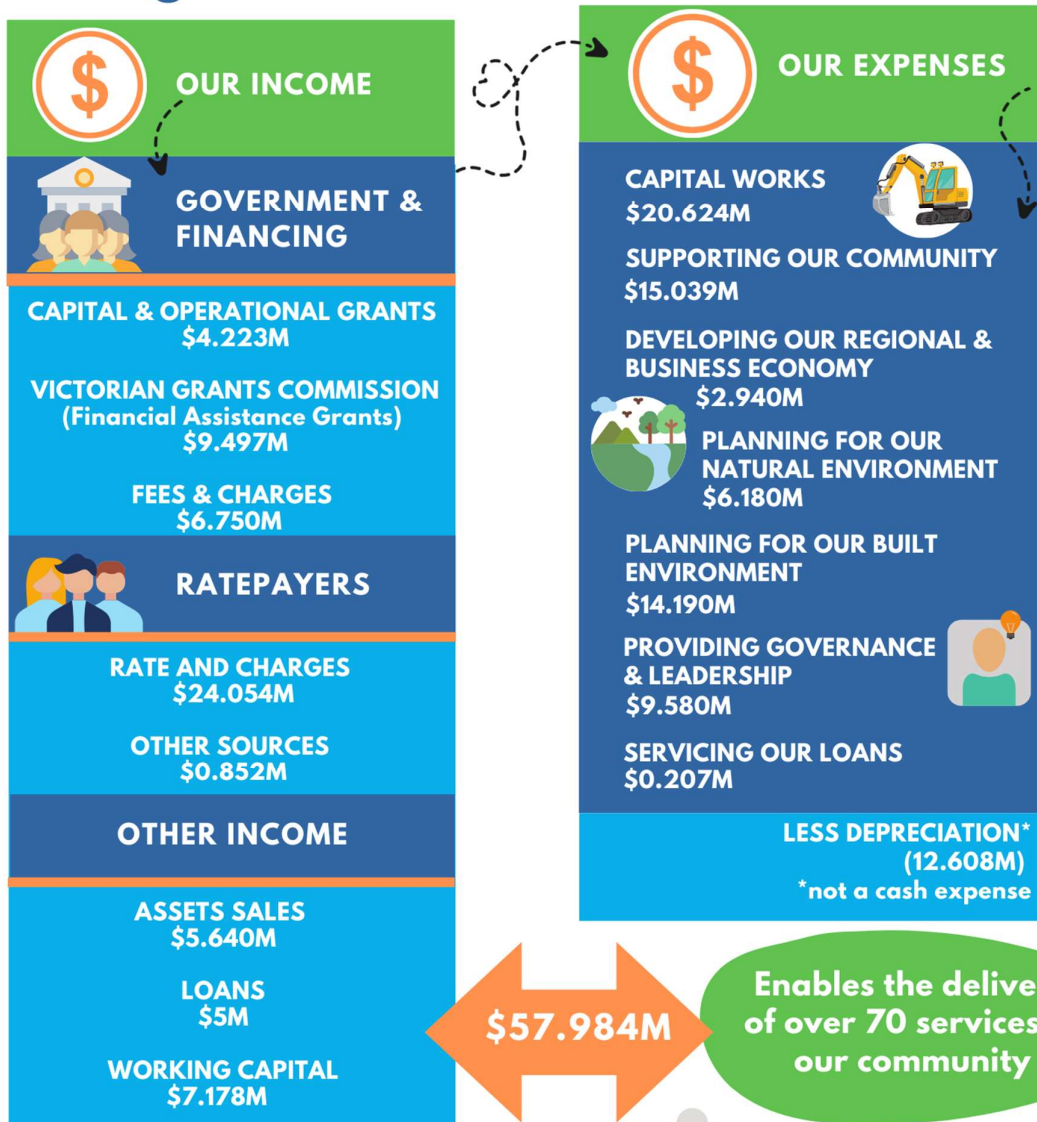 OUR INCOME
GOVERNMENT &
FINANCING
CAPITAL & OPERATIONAL GRANTS
$4.223M
VICTORIAN GRANTS COMMISSION
(Financial Assistance Grants)
$9.497M
FEES & CHARGES
$6.750M
RATEPAYERS
RATE AND CHARGES
$24.054M
OTHER SOURCES
$0.852M
OTHER INCOME
ASSETS SALES
$5.640M
LOANS
$5M
WORKING CAPITAL
$7.178M
OUR EXPENSES
CAPITAL WORKS
$20.624M
SUPPORTING OUR COMMUNITY
$15.039M
DEVELOPING OUR REGIONAL &
BUSINESS ECONOMY
$2.940M
PLANNING FOR OUR
NATURAL ENVIRONMENT
$6.180M
PLANNING FOR OUR BUILT
ENVIRONMENT
$14.190M
PROVIDING GOVERNANCE
& LEADERSHIP
$9.580M
SERVICING OUR LOANS
$0.207M
LESS DEPRECIATION*
(12.608M)
*not a cash expense
$57.984M
Enables the delive
of over 70 services
our community